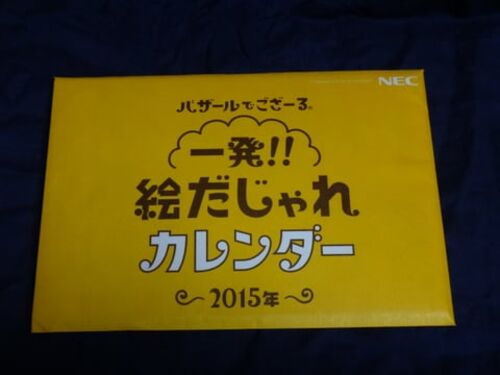 NEC
バザールでござーる®
一発!!
絵だじゃれ
カレンダー
〜2015年〜